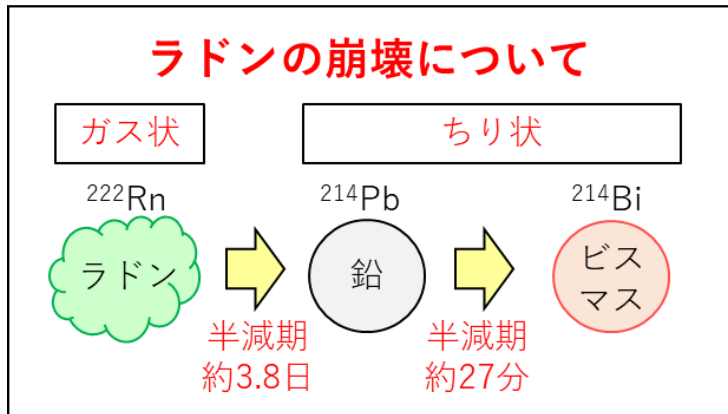 ラドンの崩壊について
ガス状
ちり状
²²²Rn
²¹⁴Pb
²¹⁴Bi
ラドン
鉛
ビス
マス
半減期
約3.8日
半減期
約27分